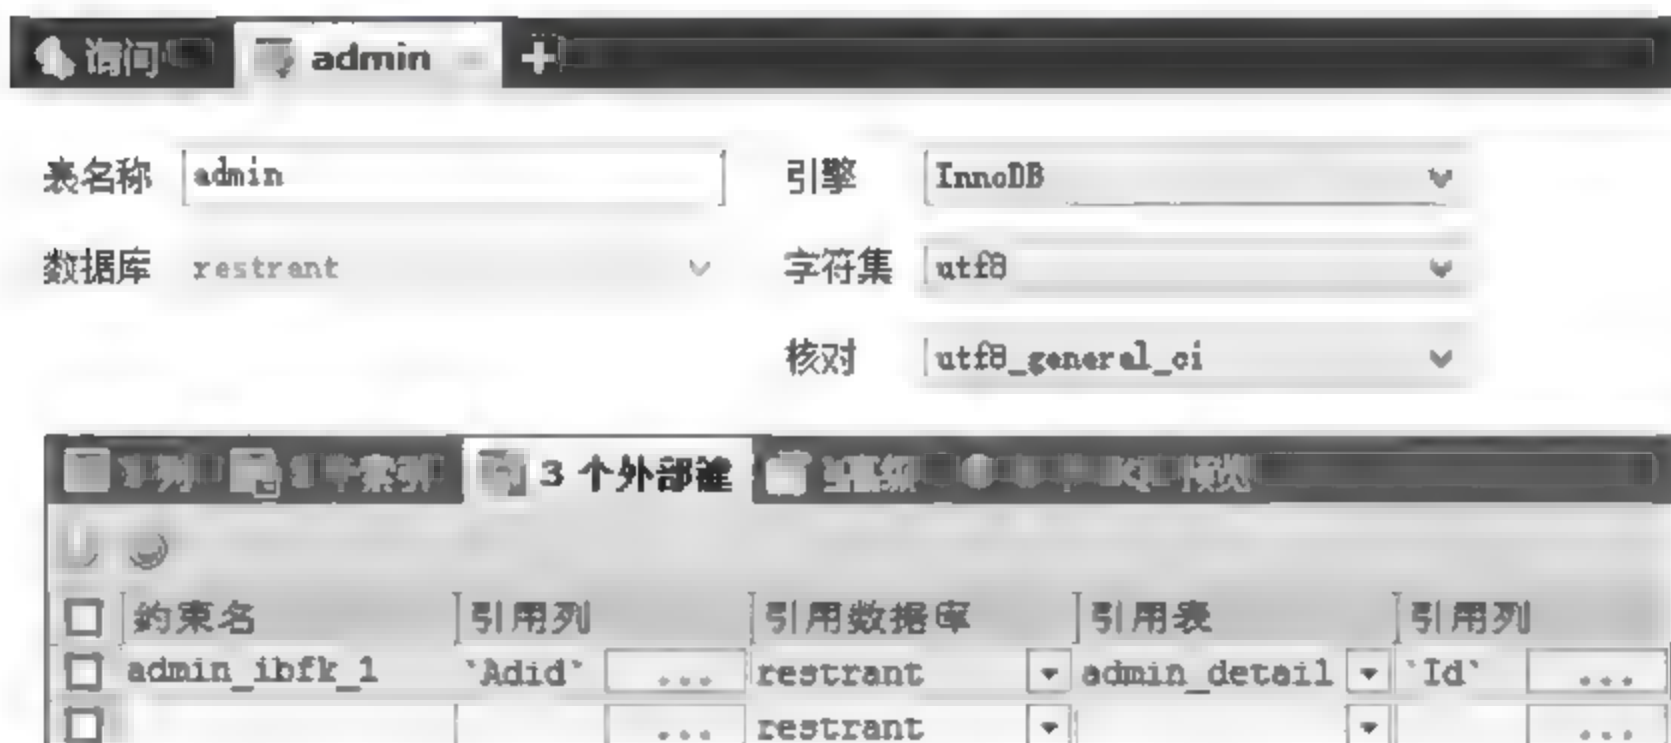 询问 admin
表名称 admin 引擎 InnoDB
数据库 restrant 字符集 utf8
核对 utf8_general_ci
3 个外部键
约束名 引用列 引用数据库 引用表 引用列
admin_ibfk_1 `Adid` ... restrant admin_detail `Id` ...
... restrant ...